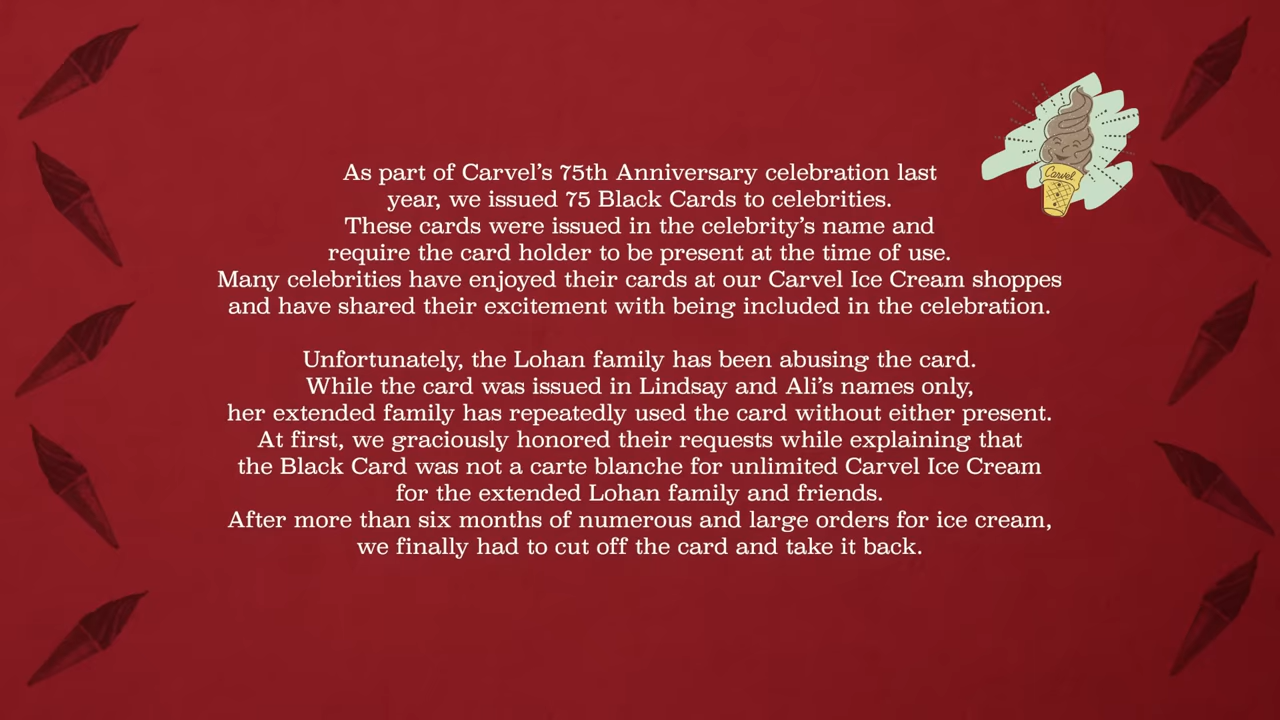 Carvel
As part of Carvel’s 75th Anniversary celebration last
year, we issued 75 Black Cards to celebrities.
These cards were issued in the celebrity’s name and
require the card holder to be present at the time of use.
Many celebrities have enjoyed their cards at our Carvel Ice Cream shoppes
and have shared their excitement with being included in the celebration.
Unfortunately, the Lohan family has been abusing the card.
While the card was issued in Lindsay and Ali’s names only,
her extended family has repeatedly used the card without either present.
At first, we graciously honored their requests while explaining that
the Black Card was not a carte blanche for unlimited Carvel Ice Cream
for the extended Lohan family and friends.
After more than six months of numerous and large orders for ice cream,
we finally had to cut off the card and take it back.